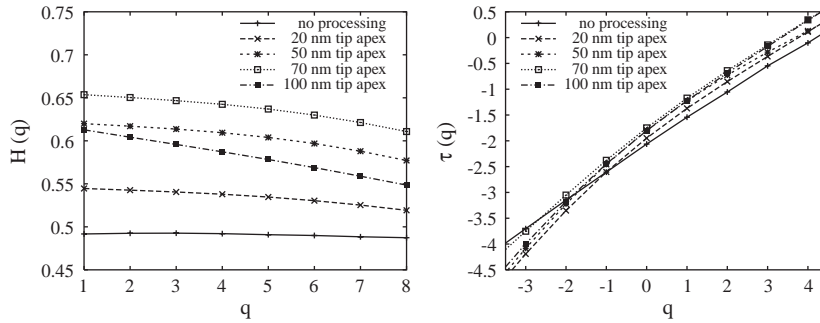 no processing
20 nm tip apex
50 nm tip apex
70 nm tip apex
100 nm tip apex
0.75
0.7
0.65
0.6
0.55
0.5
0.45
H (q)
1 2 3 4 5 6 7 8
q
no processing
20 nm tip apex
50 nm tip apex
70 nm tip apex
100 nm tip apex
0.5
0
-0.5
-1
-1.5
-2
-2.5
-3
-3.5
-4
-4.5
τ (q)
-3 -2 -1 0 1 2 3 4
q